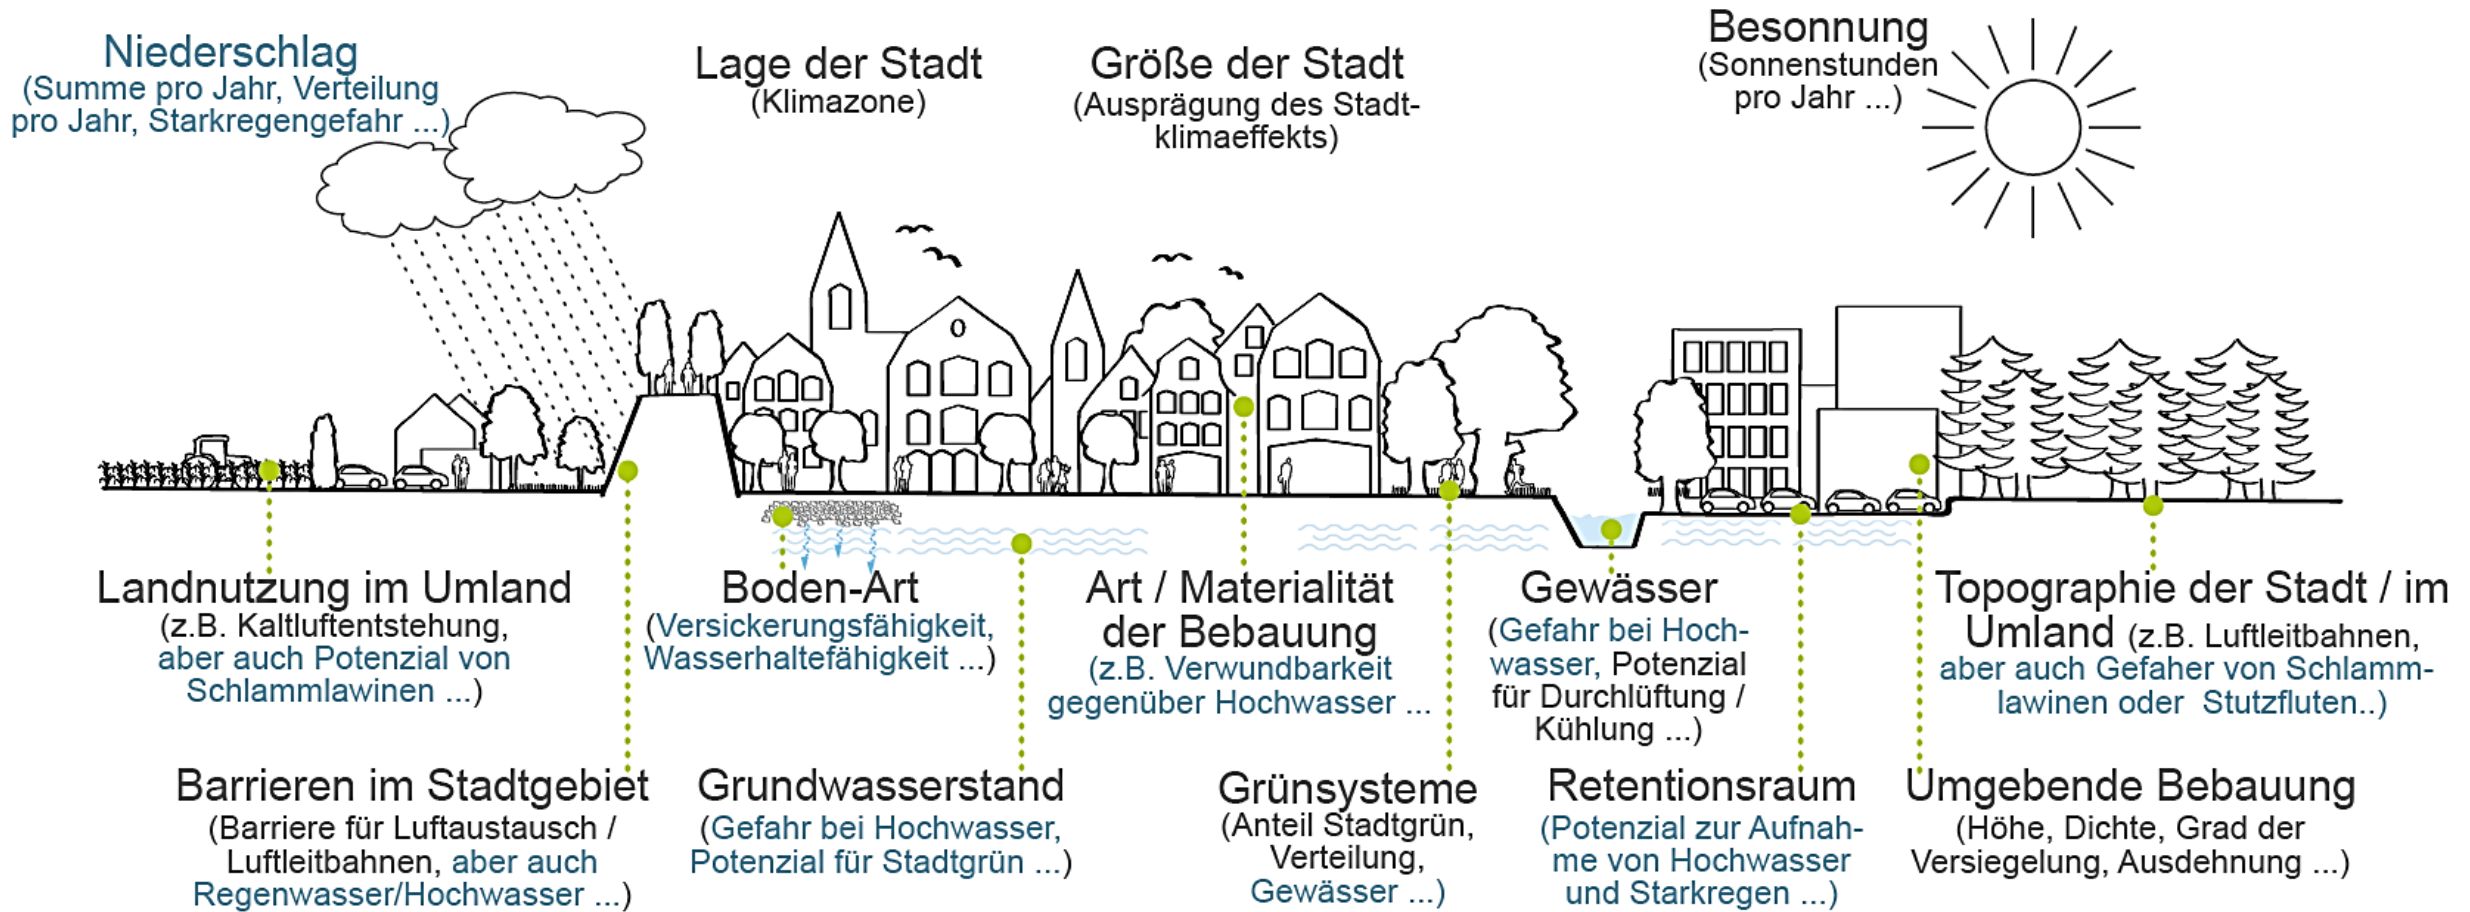 Niederschlag
(Summe pro Jahr, Verteilung
pro Jahr, Starkregengefahr ...)
Lage der Stadt
(Klimazone)
Größe der Stadt
(Ausprägung des Stadt-
klimaeffekts)
Besonnung
(Sonnenstunden
pro Jahr ...)
Landnutzung im Umland
(z.B. Kaltluftentstehung,
aber auch Potenzial von
Schlammlawinen ...)
Boden-Art
(Versickerungsfähigkeit,
Wasserhaltefähigkeit ...)
Art / Materialität
der Bebauung
(z.B. Verwundbarkeit
gegenüber Hochwasser ...
Gewässer
(Gefahr bei Hoch-
wasser, Potenzial
für Durchlüftung /
Kühlung ...)
Topographie der Stadt / im
Umland (z.B. Luftleitbahnen,
aber auch Gefaher von Schlamm-
lawinen oder Stutzfluten..)
Barrieren im Stadtgebiet
(Barriere für Luftaustausch /
Luftleitbahnen, aber auch
Regenwasser/Hochwasser ...)
Grundwasserstand
(Gefahr bei Hochwasser,
Potenzial für Stadtgrün ...)
Grünsysteme
(Anteil Stadtgrün,
Verteilung,
Gewässer ...)
Retentionsraum
(Potenzial zur Aufnah-
me von Hochwasser
und Starkregen ...)
Umgebende Bebauung
(Höhe, Dichte, Grad der
Versiegelung, Ausdehnung ...)